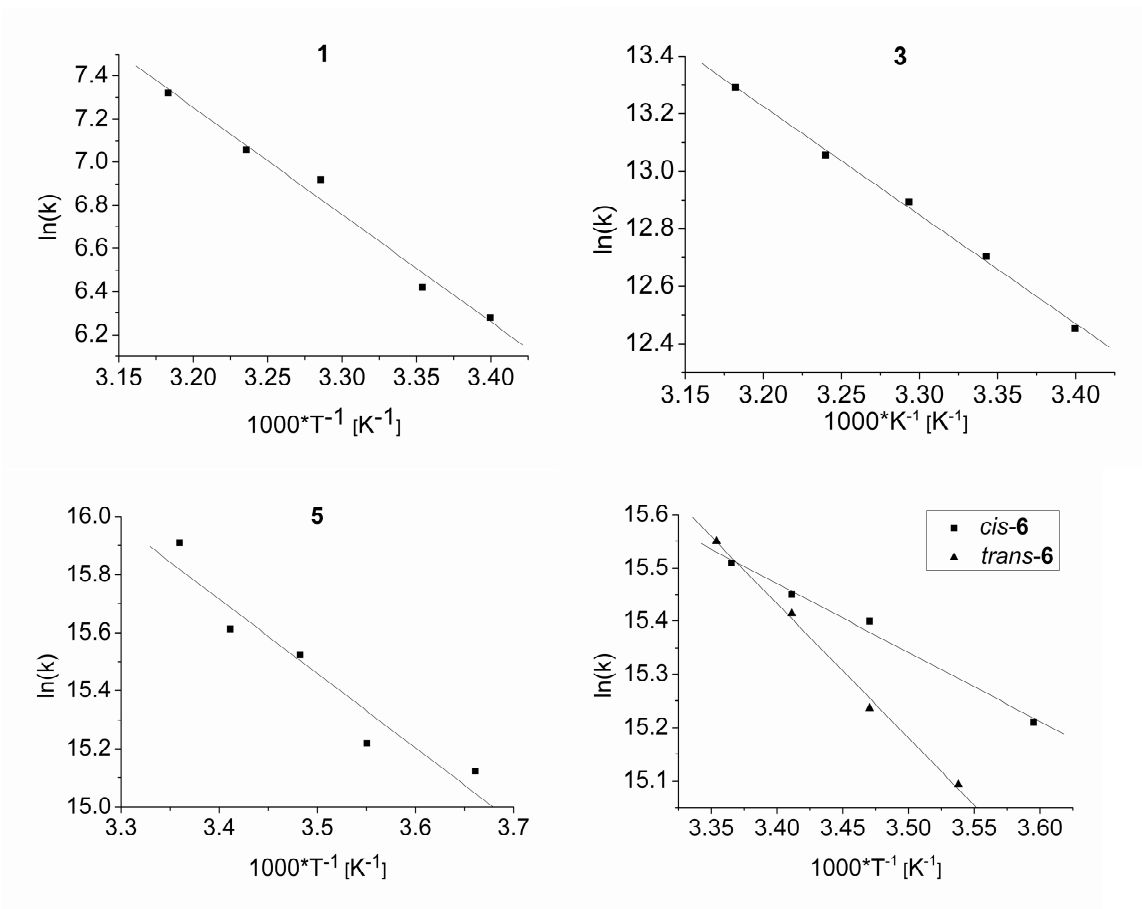 1
7.4
7.2
7.0
6.8
6.6
6.4
6.2
ln(k)
3.15 3.20 3.25 3.30 3.35 3.40
1000*T⁻¹ [K⁻¹]
3
13.4
13.2
13.0
12.8
12.6
12.4
ln(k)
3.15 3.20 3.25 3.30 3.35 3.40
1000*K⁻¹ [K⁻¹]
5
16.0
15.8
15.6
15.4
15.2
15.0
ln(k)
3.3 3.4 3.5 3.6 3.7
1000*T⁻¹ [K⁻¹]
cis-6
trans-6
15.6
15.5
15.4
15.3
15.2
15.1
ln(k)
3.35 3.40 3.45 3.50 3.55 3.60
1000*T⁻¹ [K⁻¹]